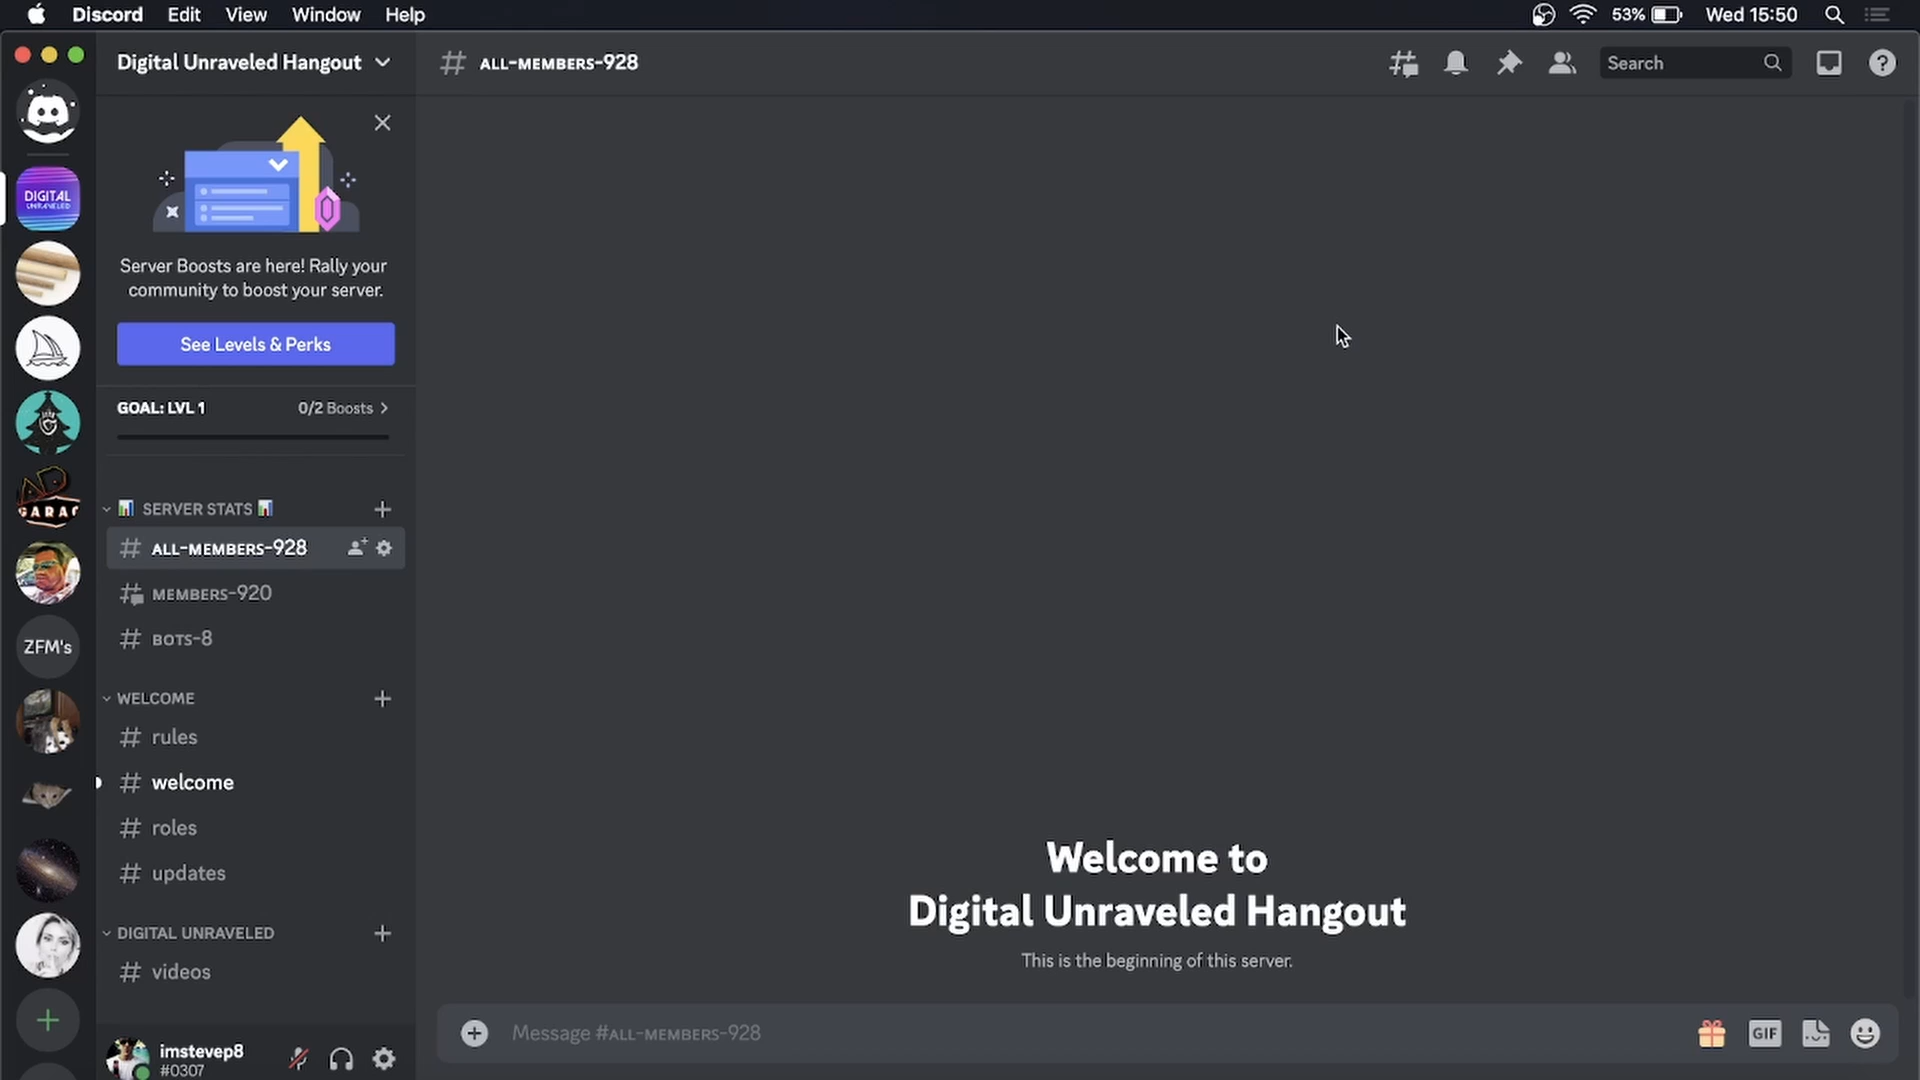 Discord Edit View Window Help
53% Wed 15:50
Digital Unraveled Hangout
# ALL-MEMBERS-928
Search
DIGITAL
UNRAVELED
Server Boosts are here! Rally your
community to boost your server.
See Levels & Perks
GOAL: LVL 1 0/2 Boosts
SERVER STATS
ALL-MEMBERS-928
MEMBERS-920
BOTS-8
WELCOME
rules
welcome
roles
updates
DIGITAL UNRAVELED
videos
GARAG
ZFM's
Welcome to
Digital Unraveled Hangout
This is the beginning of this server.
Message #ALL-MEMBERS-928
GIF
imstevep8
#0307